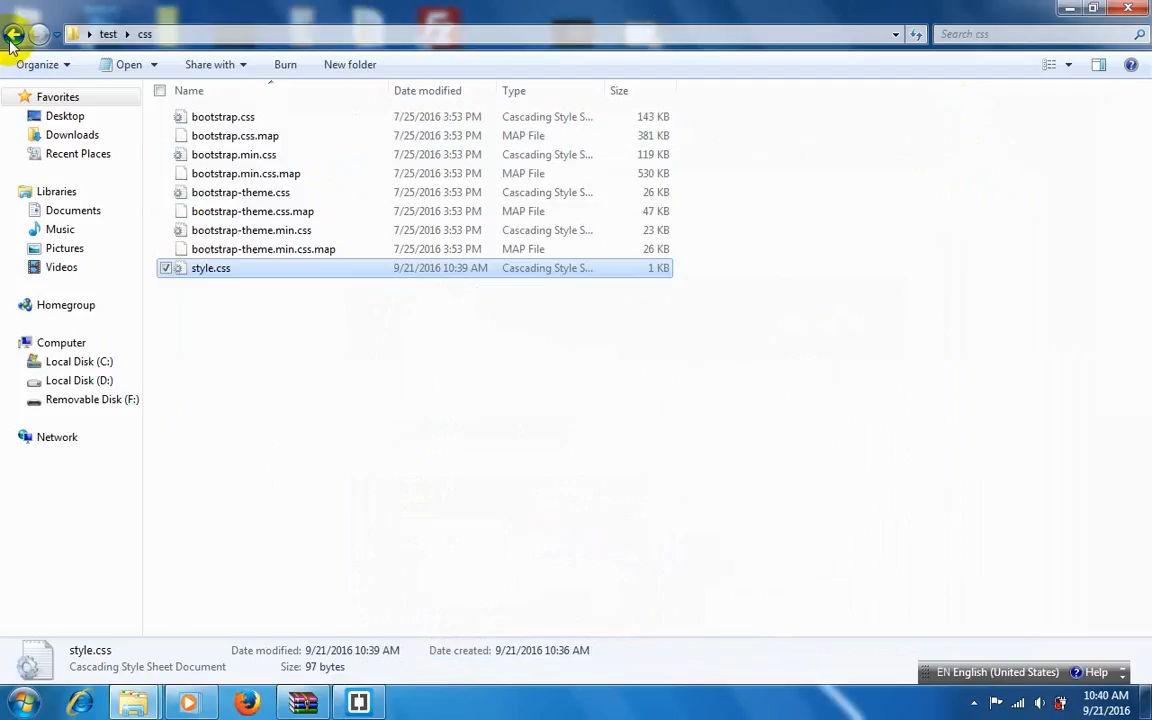 test css
Search css
Organize Open Share with Burn New folder
Name Date modified Type Size
Favorites
Desktop
Downloads
Recent Places
Libraries
Documents
Music
Pictures
Videos
Homegroup
Computer
Local Disk (C:)
Local Disk (D:)
Removable Disk (F:)
Network
bootstrap.css 7/25/2016 3:53 PM Cascading Style S... 143 KB
bootstrap.css.map 7/25/2016 3:53 PM MAP File 381 KB
bootstrap.min.css 7/25/2016 3:53 PM Cascading Style S... 119 KB
bootstrap.min.css.map 7/25/2016 3:53 PM MAP File 530 KB
bootstrap-theme.css 7/25/2016 3:53 PM Cascading Style S... 26 KB
bootstrap-theme.css.map 7/25/2016 3:53 PM MAP File 47 KB
bootstrap-theme.min.css 7/25/2016 3:53 PM Cascading Style S... 23 KB
bootstrap-theme.min.css.map 7/25/2016 3:53 PM MAP File 26 KB
style.css 9/21/2016 10:39 AM Cascading Style S... 1 KB
style.css Date modified: 9/21/2016 10:39 AM Date created: 9/21/2016 10:36 AM
Cascading Style Sheet Document Size: 97 bytes
EN English (United States) Help
10:40 AM
9/21/2016